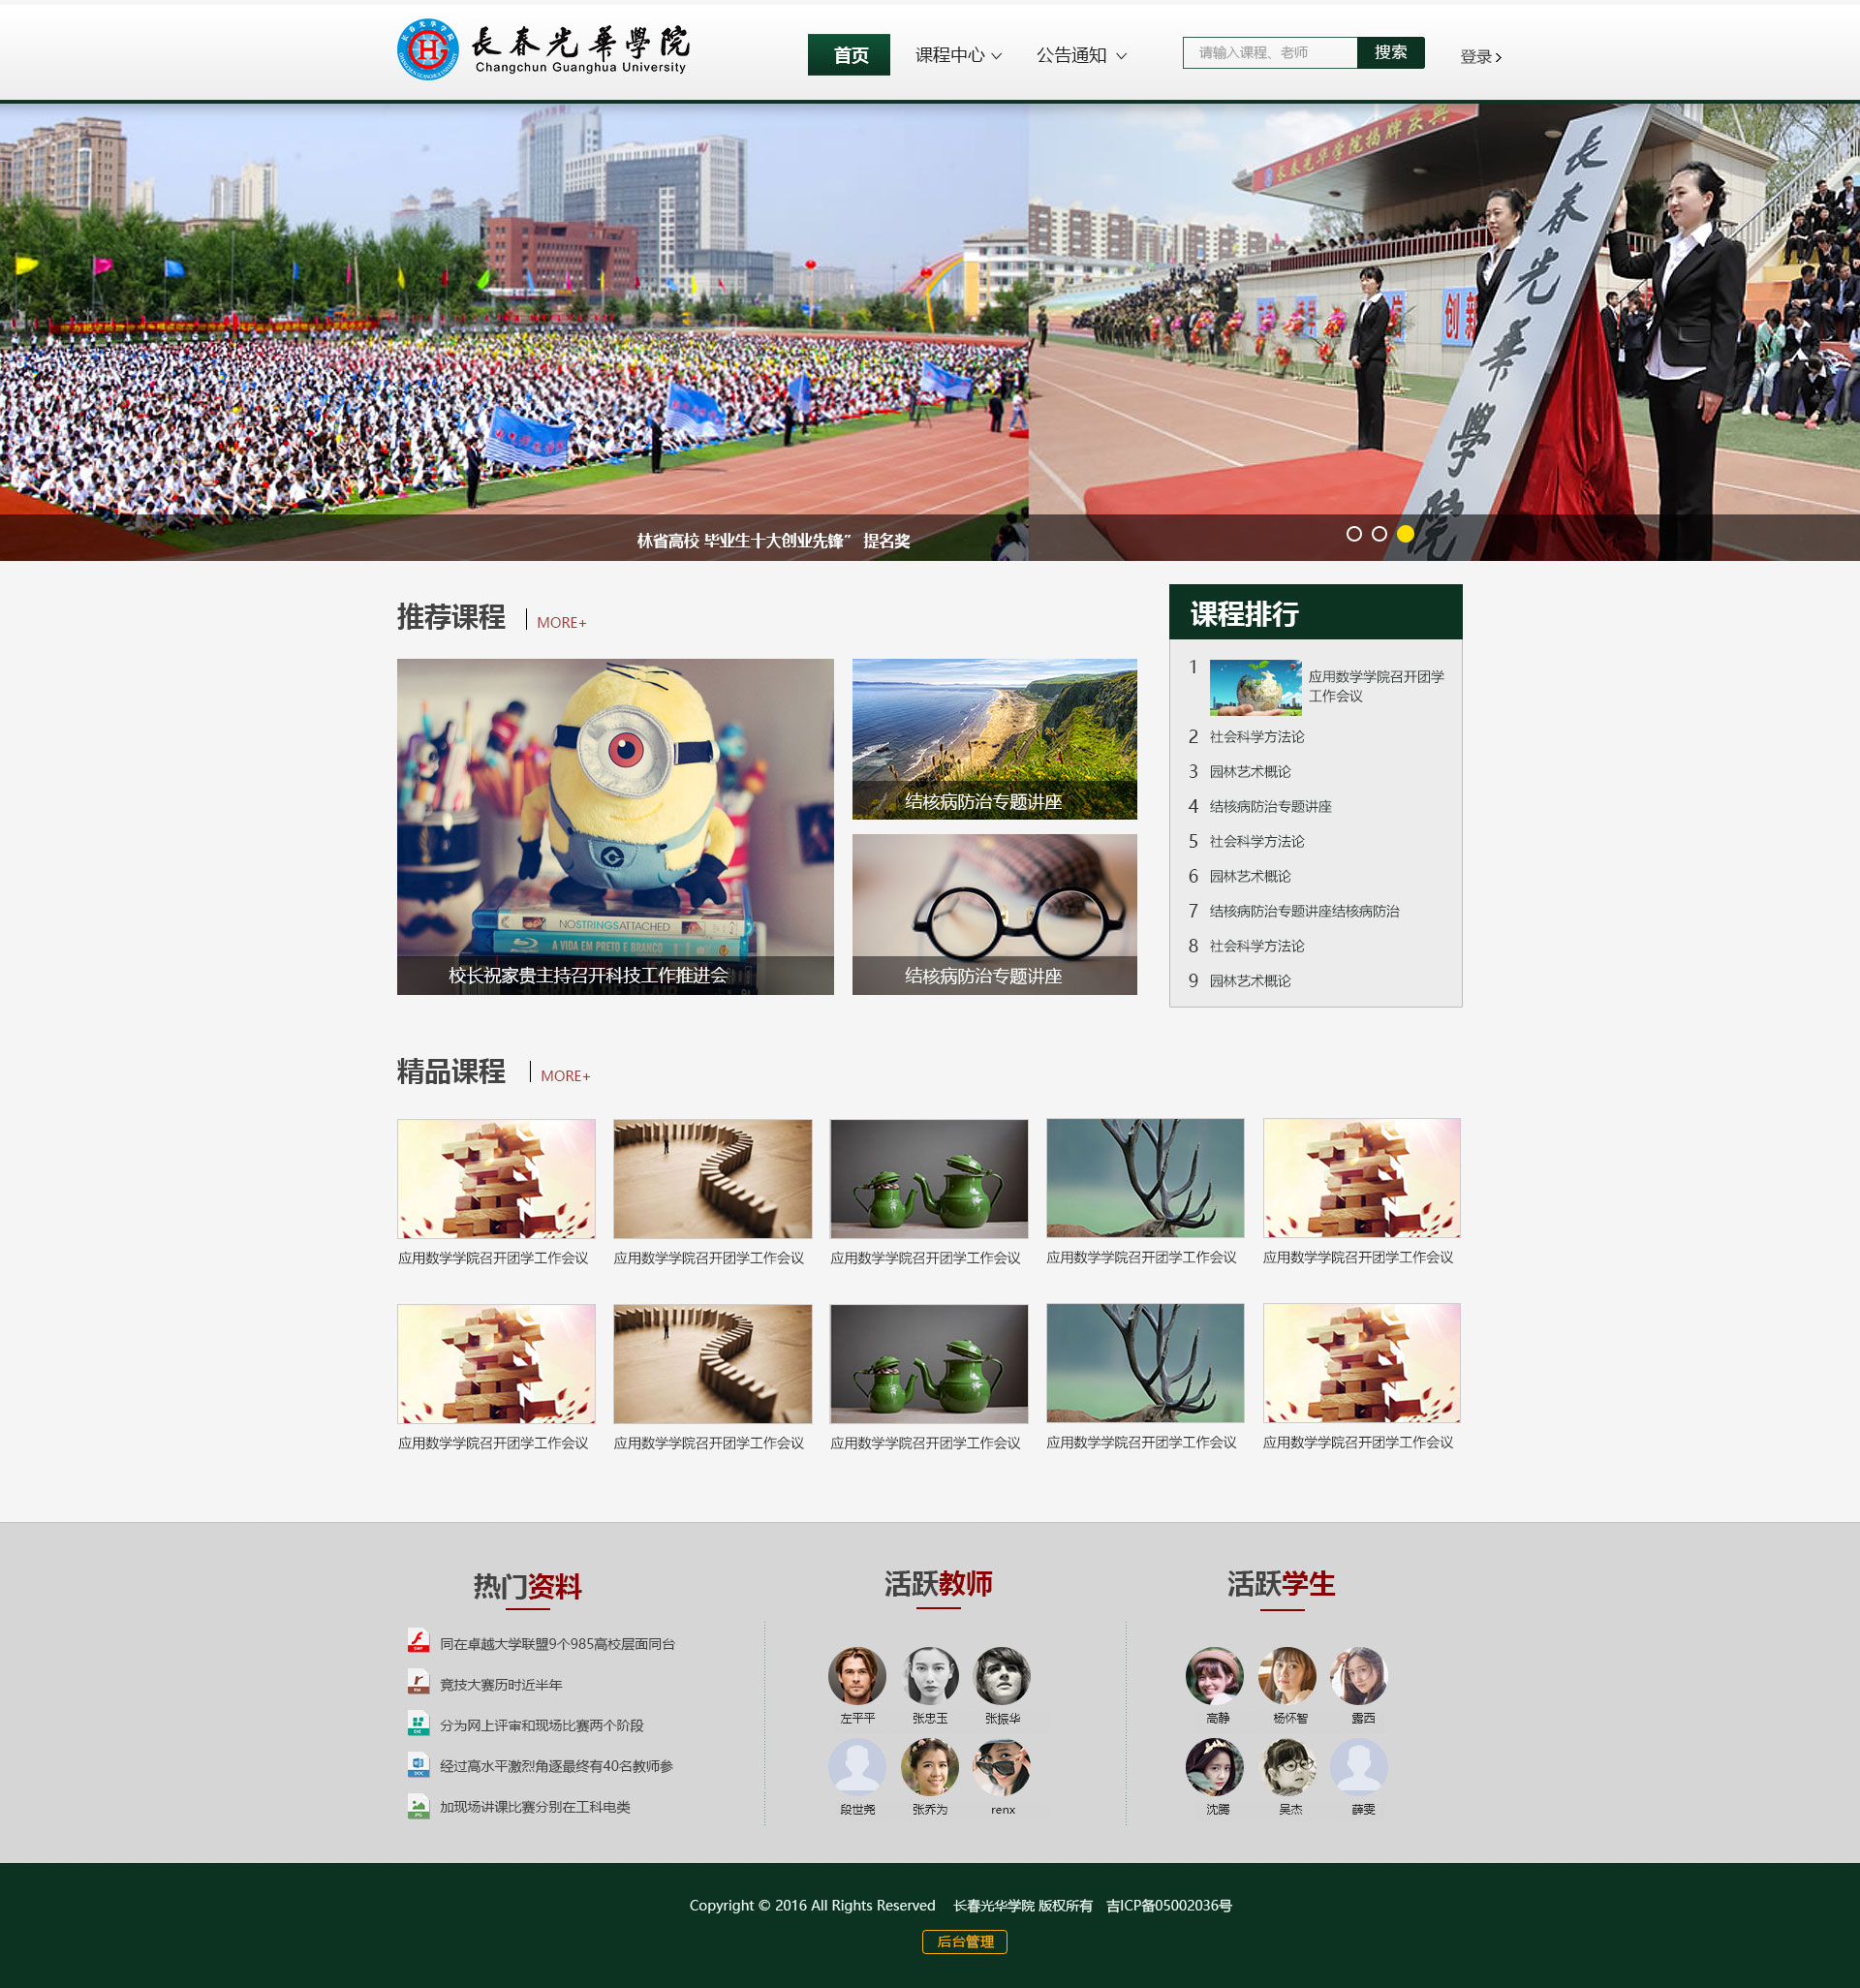 長春光華學院
Changchun Guanghua University
首页
课程中心
公告通知
请输入课程、老师
搜索
登录
长春光华学院揭牌庆典
長春光華學院
林省高校 毕业生十大创业先锋” 提名奖
推荐课程
MORE+
NOSTRINGSATTACHED
A VIDA EM PRETO E BRANCO
校长祝家贵主持召开科技工作推进会
结核病防治专题讲座
结核病防治专题讲座
课程排行
1 应用数学学院召开团学
工作会议
2 社会科学方法论
3 园林艺术概论
4 结核病防治专题讲座
5 社会科学方法论
6 园林艺术概论
7 结核病防治专题讲座结核病防治
8 社会科学方法论
9 园林艺术概论
精品课程
MORE+
应用数学学院召开团学工作会议
应用数学学院召开团学工作会议
应用数学学院召开团学工作会议
应用数学学院召开团学工作会议
应用数学学院召开团学工作会议
应用数学学院召开团学工作会议
应用数学学院召开团学工作会议
应用数学学院召开团学工作会议
应用数学学院召开团学工作会议
应用数学学院召开团学工作会议
热门资料
同在卓越大学联盟9个985高校层面同台
竟技大赛历时近半年
分为网上评审和现场比赛两个阶段
经过高水平激烈角逐最终有40名教师参
加现场讲课比赛分别在工科电类
活跃教师
左平平
张忠玉
张振华
段世尧
张乔为
renx
活跃学生
高静
杨怀智
露西
沈腾
吴杰
薛雯
Copyright © 2016 All Rights Reserved 长春光华学院 版权所有 吉ICP备05002036号
后台管理